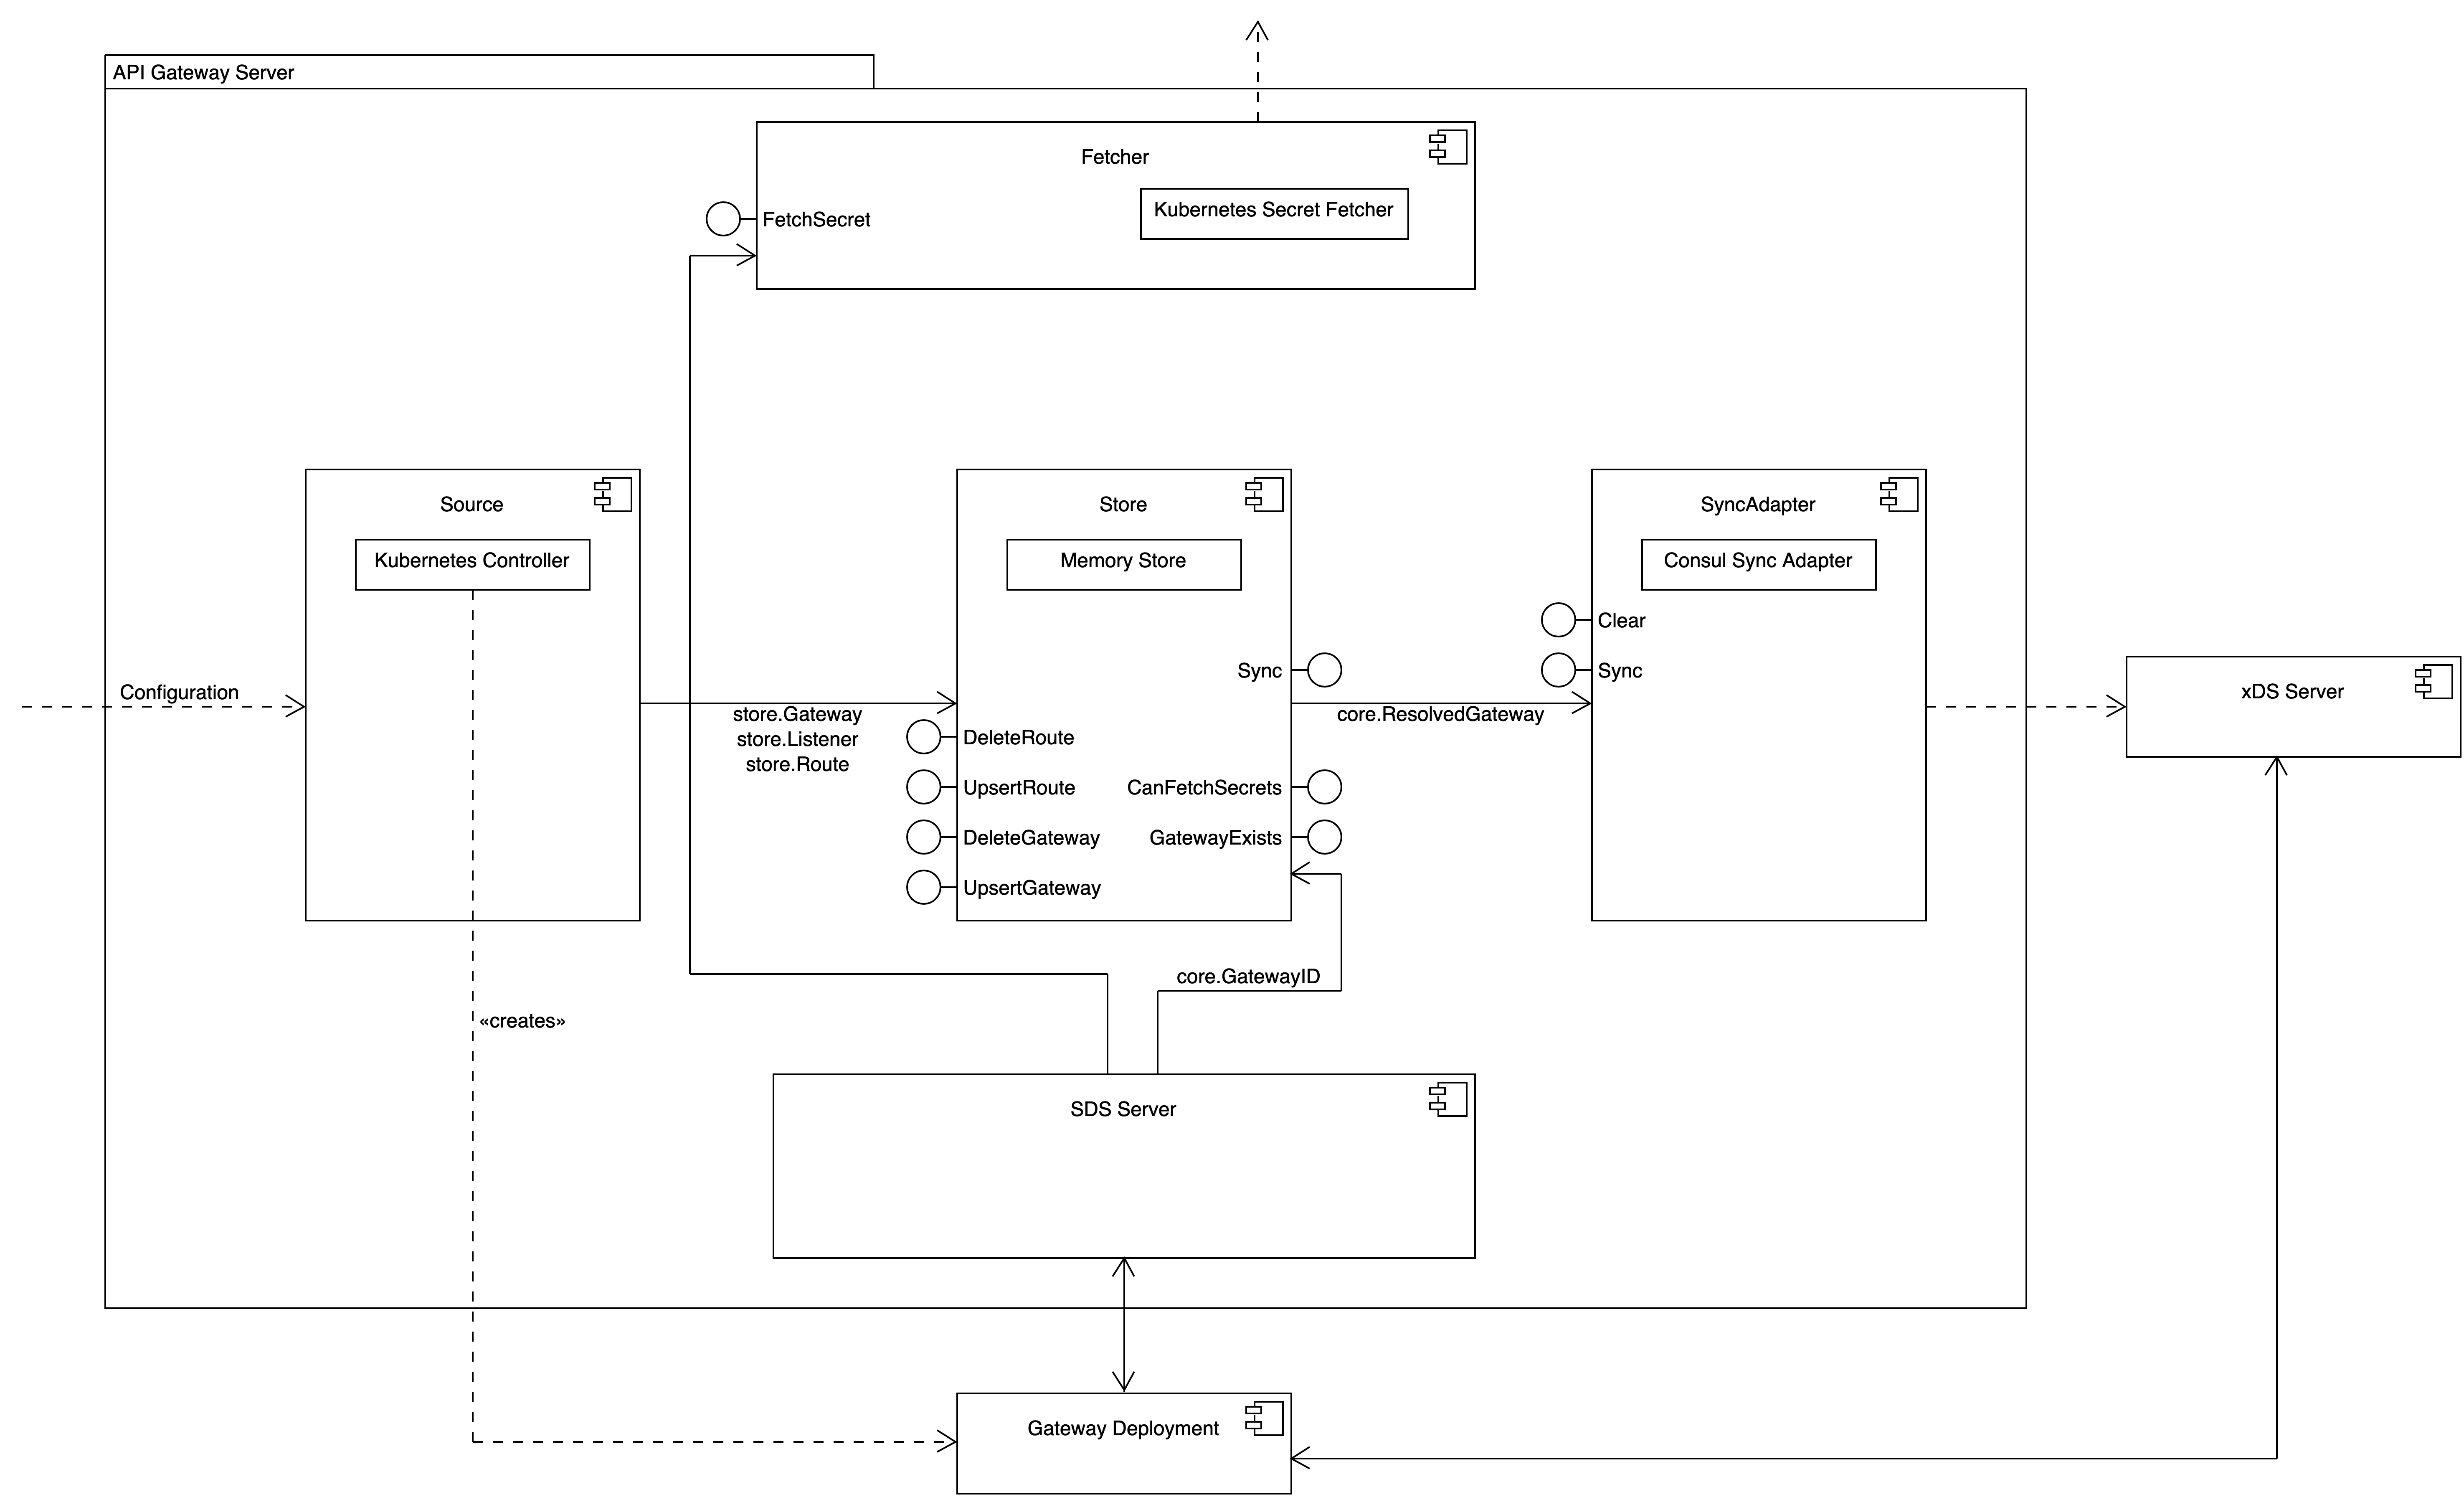 API Gateway Server
Fetcher
Kubernetes Secret Fetcher
FetchSecret
Source
Kubernetes Controller
Store
Memory Store
SyncAdapter
Consul Sync Adapter
Clear
Sync
Sync
Configuration
xDS Server
store.Gateway
store.Listener
store.Route
core.ResolvedGateway
DeleteRoute
UpsertRoute
CanFetchSecrets
DeleteGateway
GatewayExists
UpsertGateway
core.GatewayID
«creates»
SDS Server
Gateway Deployment